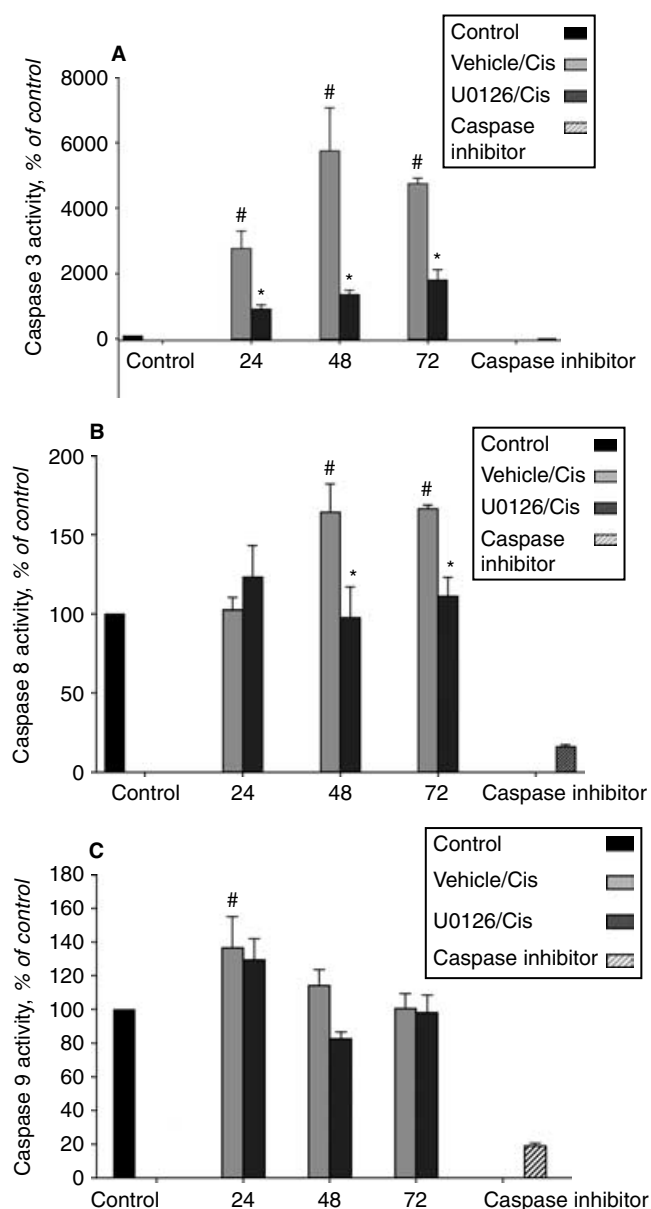 A
Control
Vehicle/Cis
U0126/Cis
Caspase
inhibitor
Caspase 3 activity, % of control
8000
6000
4000
2000
0
#
*
#
*
#
*
Control
24
48
72
Caspase inhibitor
B
Control
Vehicle/Cis
U0126/Cis
Caspase
inhibitor
Caspase 8 activity, % of control
200
150
100
50
0
#
*
#
*
Control
24
48
72
Caspase inhibitor
C
Control
Vehicle/Cis
U0126/Cis
Caspase inhibitor
Caspase 9 activity, % of control
180
160
140
120
100
80
60
40
20
0
#
Control
24
48
72
Caspase inhibitor